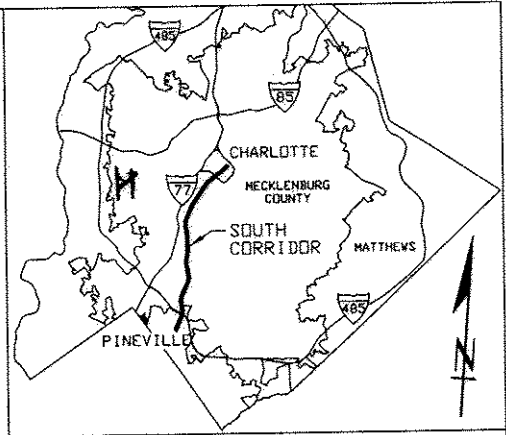 485
85
CHARLOTTE
77
MECKLENBURG
COUNTY
SOUTH
CORRIDOR
MATTHEWS
485
PINEVILLE
N